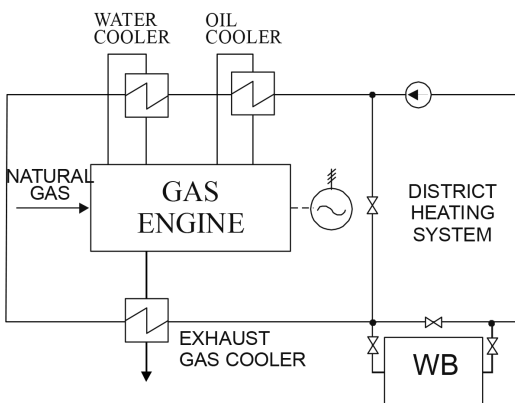 WATER
COOLER
OIL
COOLER
NATURAL
GAS
GAS
ENGINE
DISTRICT
HEATING
SYSTEM
EXHAUST
GAS COOLER
WB